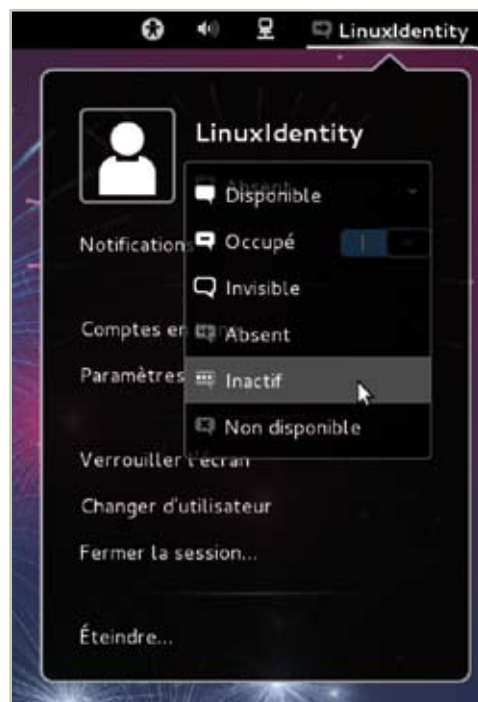 LinuxIdentity
LinuxIdentity
Disponible
Notifications
Occupé
Invisible
Comptes en
Absent
Paramètres
Inactif
Non disponible
Verrouiller l'écran
Changer d'utilisateur
Fermer la session...
Éteindre...